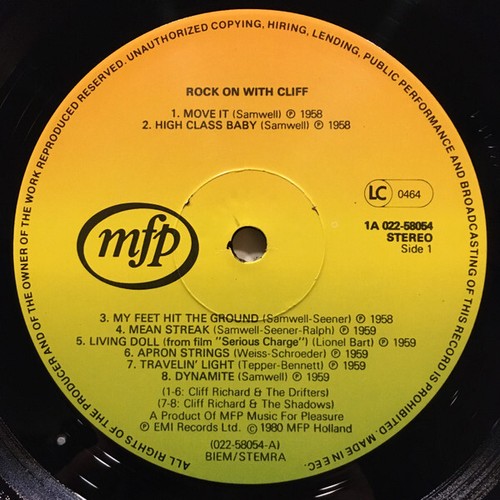 ALL RIGHTS OF THE PRODUCER AND OF THE OWNER OF THE WORK REPRODUCED RESERVED. UNAUTHORIZED COPYING, HIRING, LENDING, PUBLIC PERFORMANCE AND BROADCASTING OF THIS RECORD IS PROHIBITED. MADE IN EEC.
ROCK ON WITH CLIFF
1. MOVE IT (Samwell) ℗ 1958
2. HIGH CLASS BABY (Samwell) ℗ 1958
LC 0464
1A 022-58054
STEREO
Side 1
mfp
3. MY FEET HIT THE GROUND (Samwell-Seener) ℗ 1958
4. MEAN STREAK (Samwell-Seener-Ralph) ℗ 1959
5. LIVING DOLL (from film "Serious Charge") (Lionel Bart) ℗ 1959
6. APRON STRINGS (Weiss-Schroeder) ℗ 1959
7. TRAVELIN' LIGHT (Tepper-Bennett) ℗ 1959
8. DYNAMITE (Samwell) ℗ 1959
(1-6: Cliff Richard & The Drifters)
(7-8: Cliff Richard & The Shadows)
A Product Of MFP Music For Pleasure
℗ EMI Records Ltd. © 1980 MFP Holland
(022-58054-A)
BIEM/STEMRA